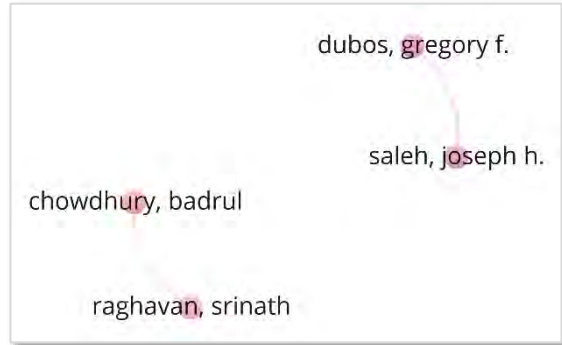 dubos, gregory f.
saleh, joseph h.
chowdhury, badrul
raghavan, srinath